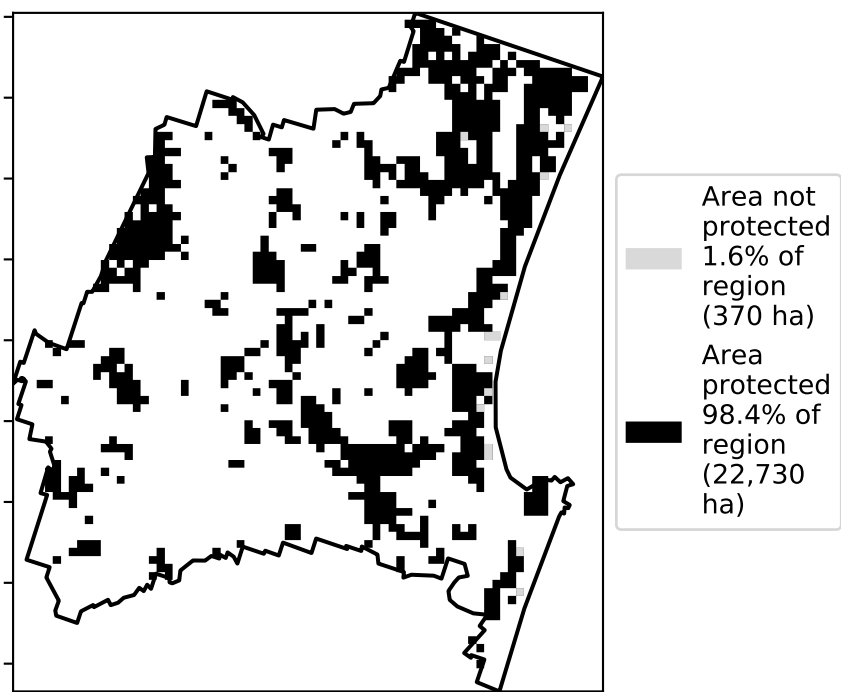 Area not
protected
1.6% of
region
(370 ha)
Area
protected
98.4% of
region
(22,730
ha)